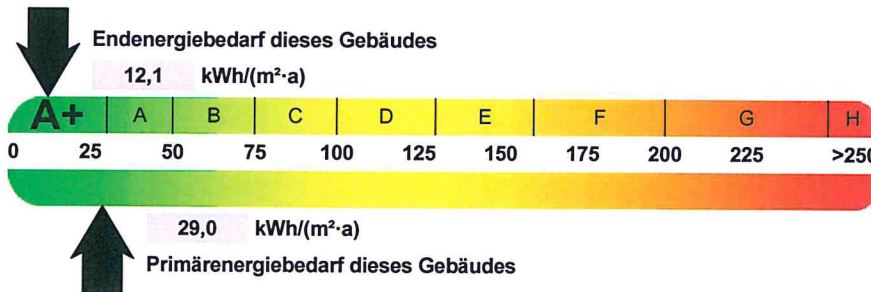 Endenergiebedarf dieses Gebäudes
12,1 kWh/(m²·a)
A+ A B C D E F G H
0 25 50 75 100 125 150 175 200 225 >250
29,0 kWh/(m²·a)
Primärenergiebedarf dieses Gebäudes